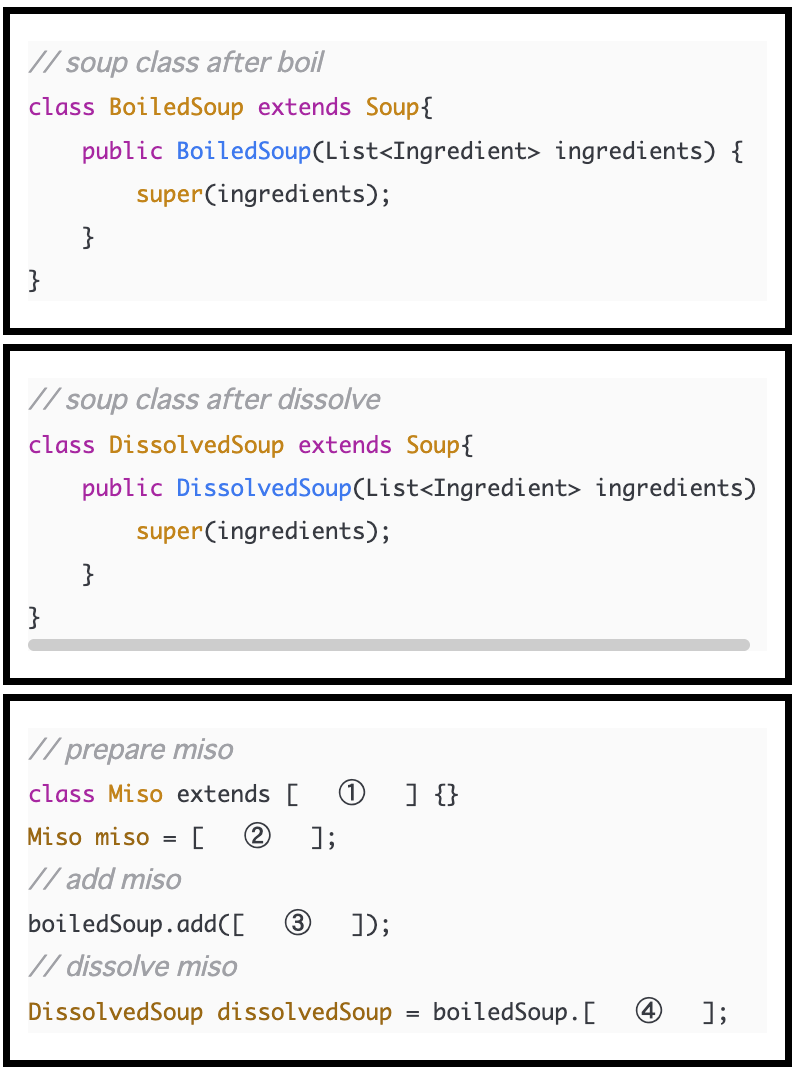 // soup class after boil
class BoiledSoup extends Soup{
    public BoiledSoup(List<Ingredient> ingredients) {
        super(ingredients);
    }
}
// soup class after dissolve
class DissolvedSoup extends Soup{
    public DissolvedSoup(List<Ingredient> ingredients)
        super(ingredients);
    }
}
// prepare miso
class Miso extends [   ①   ] {}
Miso miso = [   ②   ];
// add miso
boiledSoup.add([   ③   ]);
// dissolve miso
DissolvedSoup dissolvedSoup = boiledSoup.[   ④   ];